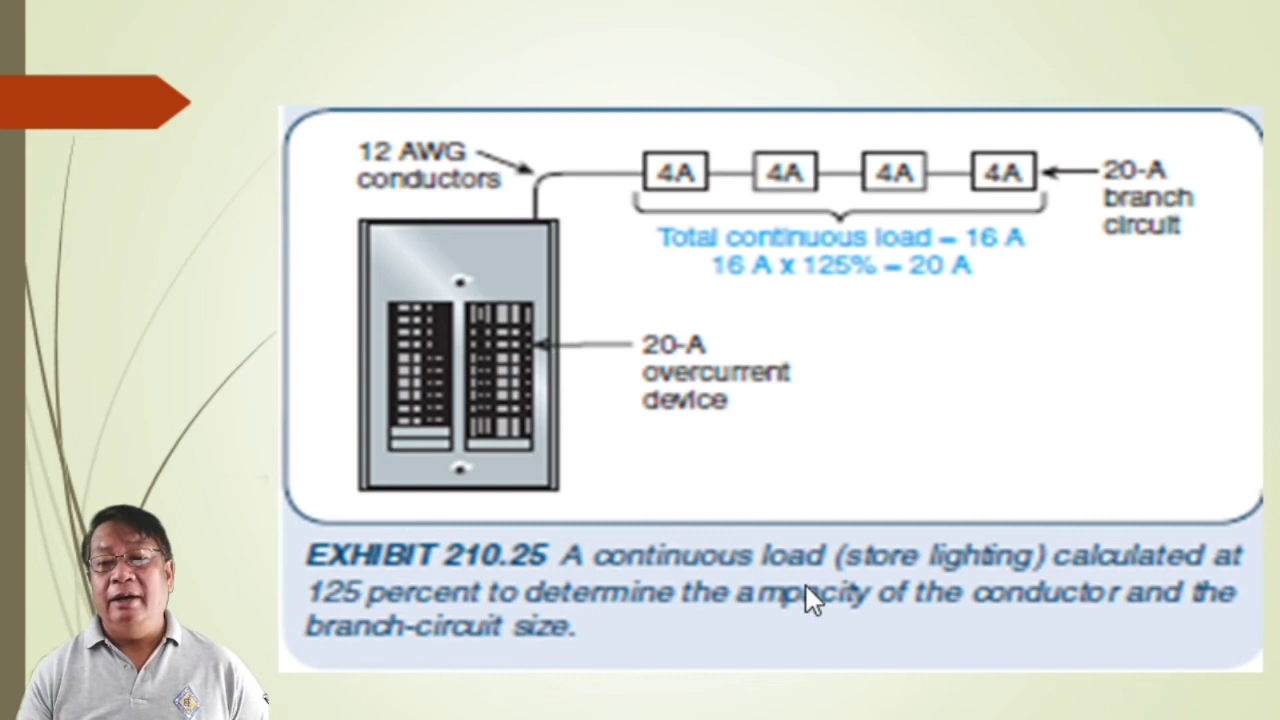 12 AWG
conductors
4A 4A 4A 4A
20-A
branch
circuit
Total continuous load – 16 A
16 A x 125% – 20 A
20-A
overcurrent
device
EXHIBIT 210.25 A continuous load (store lighting) calculated at
125 percent to determine the ampacity of the conductor and the
branch-circuit size.